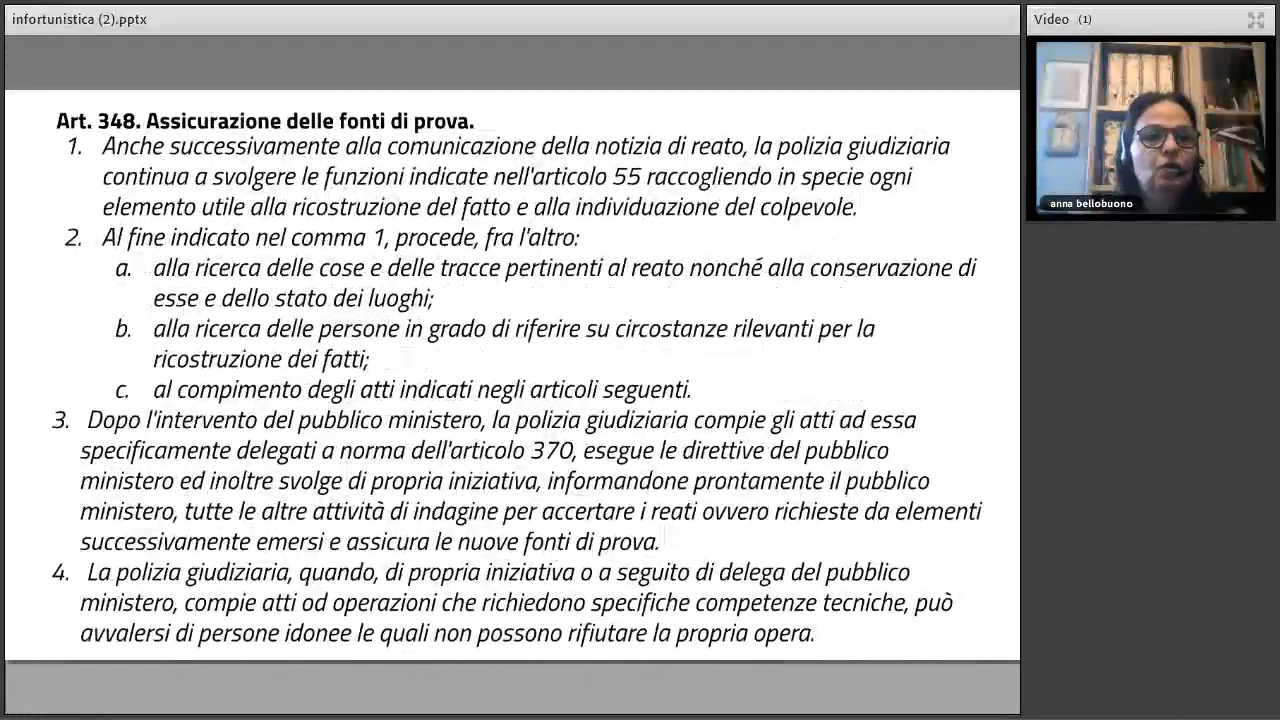 infortunistica (2).pptx
Video (1)
anna bellobuono
Art. 348. Assicurazione delle fonti di prova.
1. Anche successivamente alla comunicazione della notizia di reato, la polizia giudiziaria
continua a svolgere le funzioni indicate nell'articolo 55 raccogliendo in specie ogni
elemento utile alla ricostruzione del fatto e alla individuazione del colpevole.
2. Al fine indicato nel comma 1, procede, fra l'altro:
a. alla ricerca delle cose e delle tracce pertinenti al reato nonché alla conservazione di
esse e dello stato dei luoghi;
b. alla ricerca delle persone in grado di riferire su circostanze rilevanti per la
ricostruzione dei fatti;
c. al compimento degli atti indicati negli articoli seguenti.
3. Dopo l'intervento del pubblico ministero, la polizia giudiziaria compie gli atti ad essa
specificamente delegati a norma dell'articolo 370, esegue le direttive del pubblico
ministero ed inoltre svolge di propria iniziativa, informandone prontamente il pubblico
ministero, tutte le altre attività di indagine per accertare i reati ovvero richieste da elementi
successivamente emersi e assicura le nuove fonti di prova.
4. La polizia giudiziaria, quando, di propria iniziativa o a seguito di delega del pubblico
ministero, compie atti od operazioni che richiedono specifiche competenze tecniche, può
avvalersi di persone idonee le quali non possono rifiutare la propria opera.